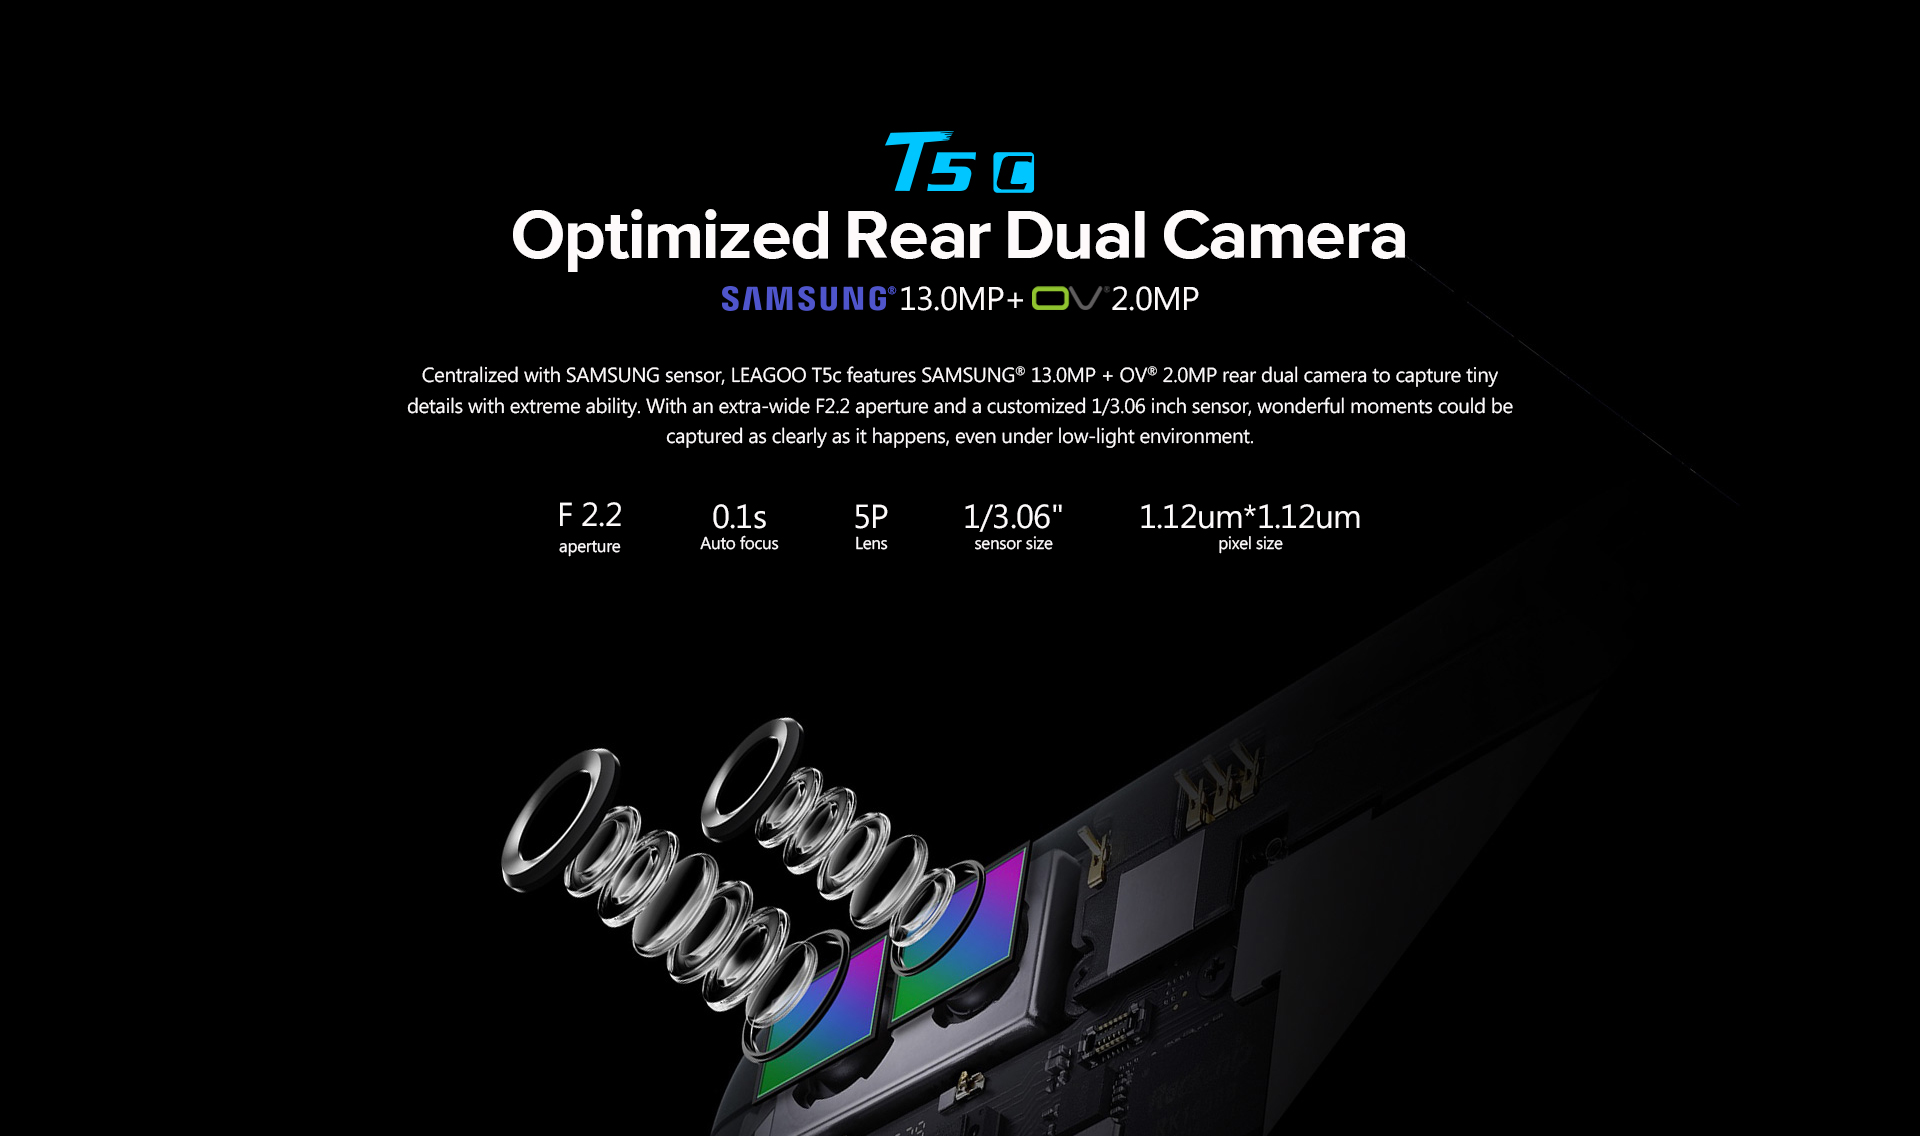 T5 C
Optimized Rear Dual Camera
SAMSUNG® 13.0MP+ OV® 2.0MP
Centralized with SAMSUNG sensor, LEAGOO T5c features SAMSUNG® 13.0MP + OV® 2.0MP rear dual camera to capture tiny
details with extreme ability. With an extra-wide F2.2 aperture and a customized 1/3.06 inch sensor, wonderful moments could be
captured as clearly as it happens, even under low-light environment.
F 2.2 0.1s 5P 1/3.06" 1.12um*1.12um
aperture Auto focus Lens sensor size pixel size